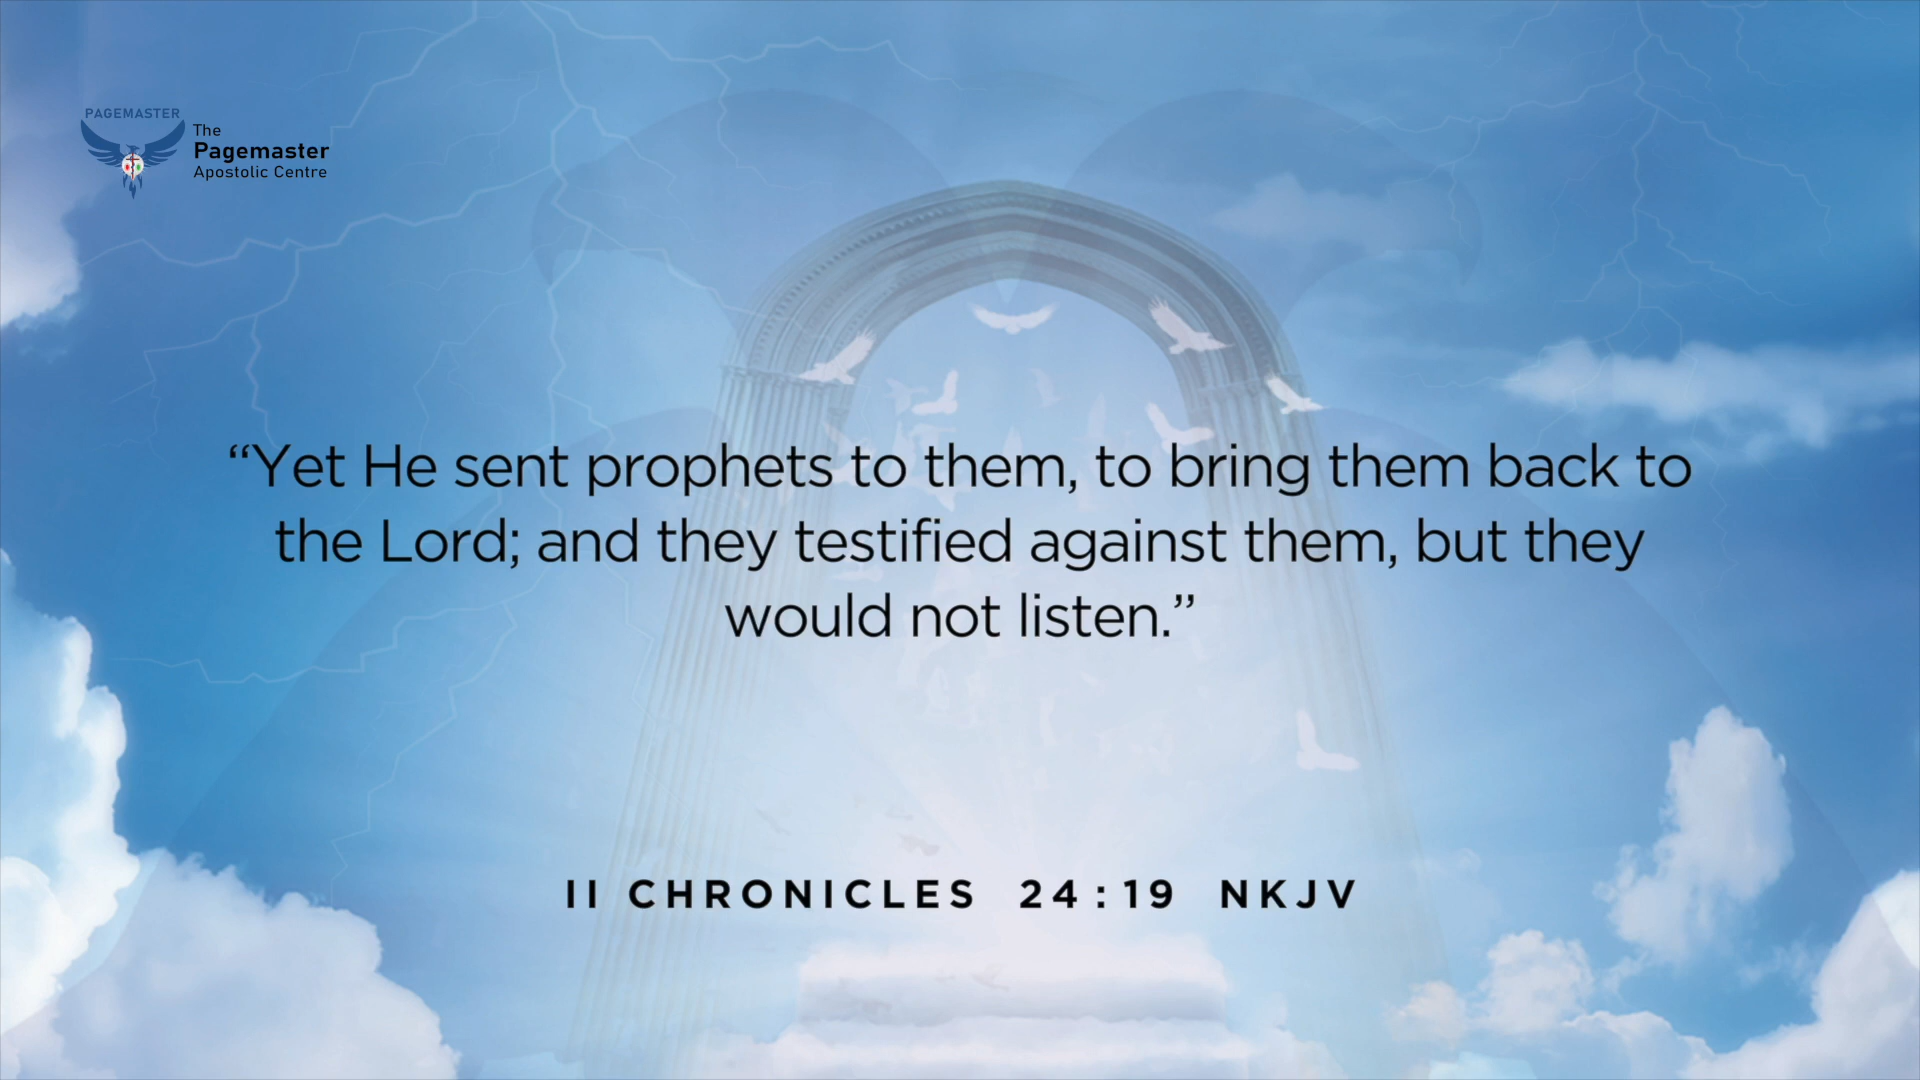 PAGEMASTER
The
Pagemaster
Apostolic Centre
“Yet He sent prophets to them, to bring them back to
the Lord; and they testified against them, but they
would not listen.”
II CHRONICLES 24:19 NKJV